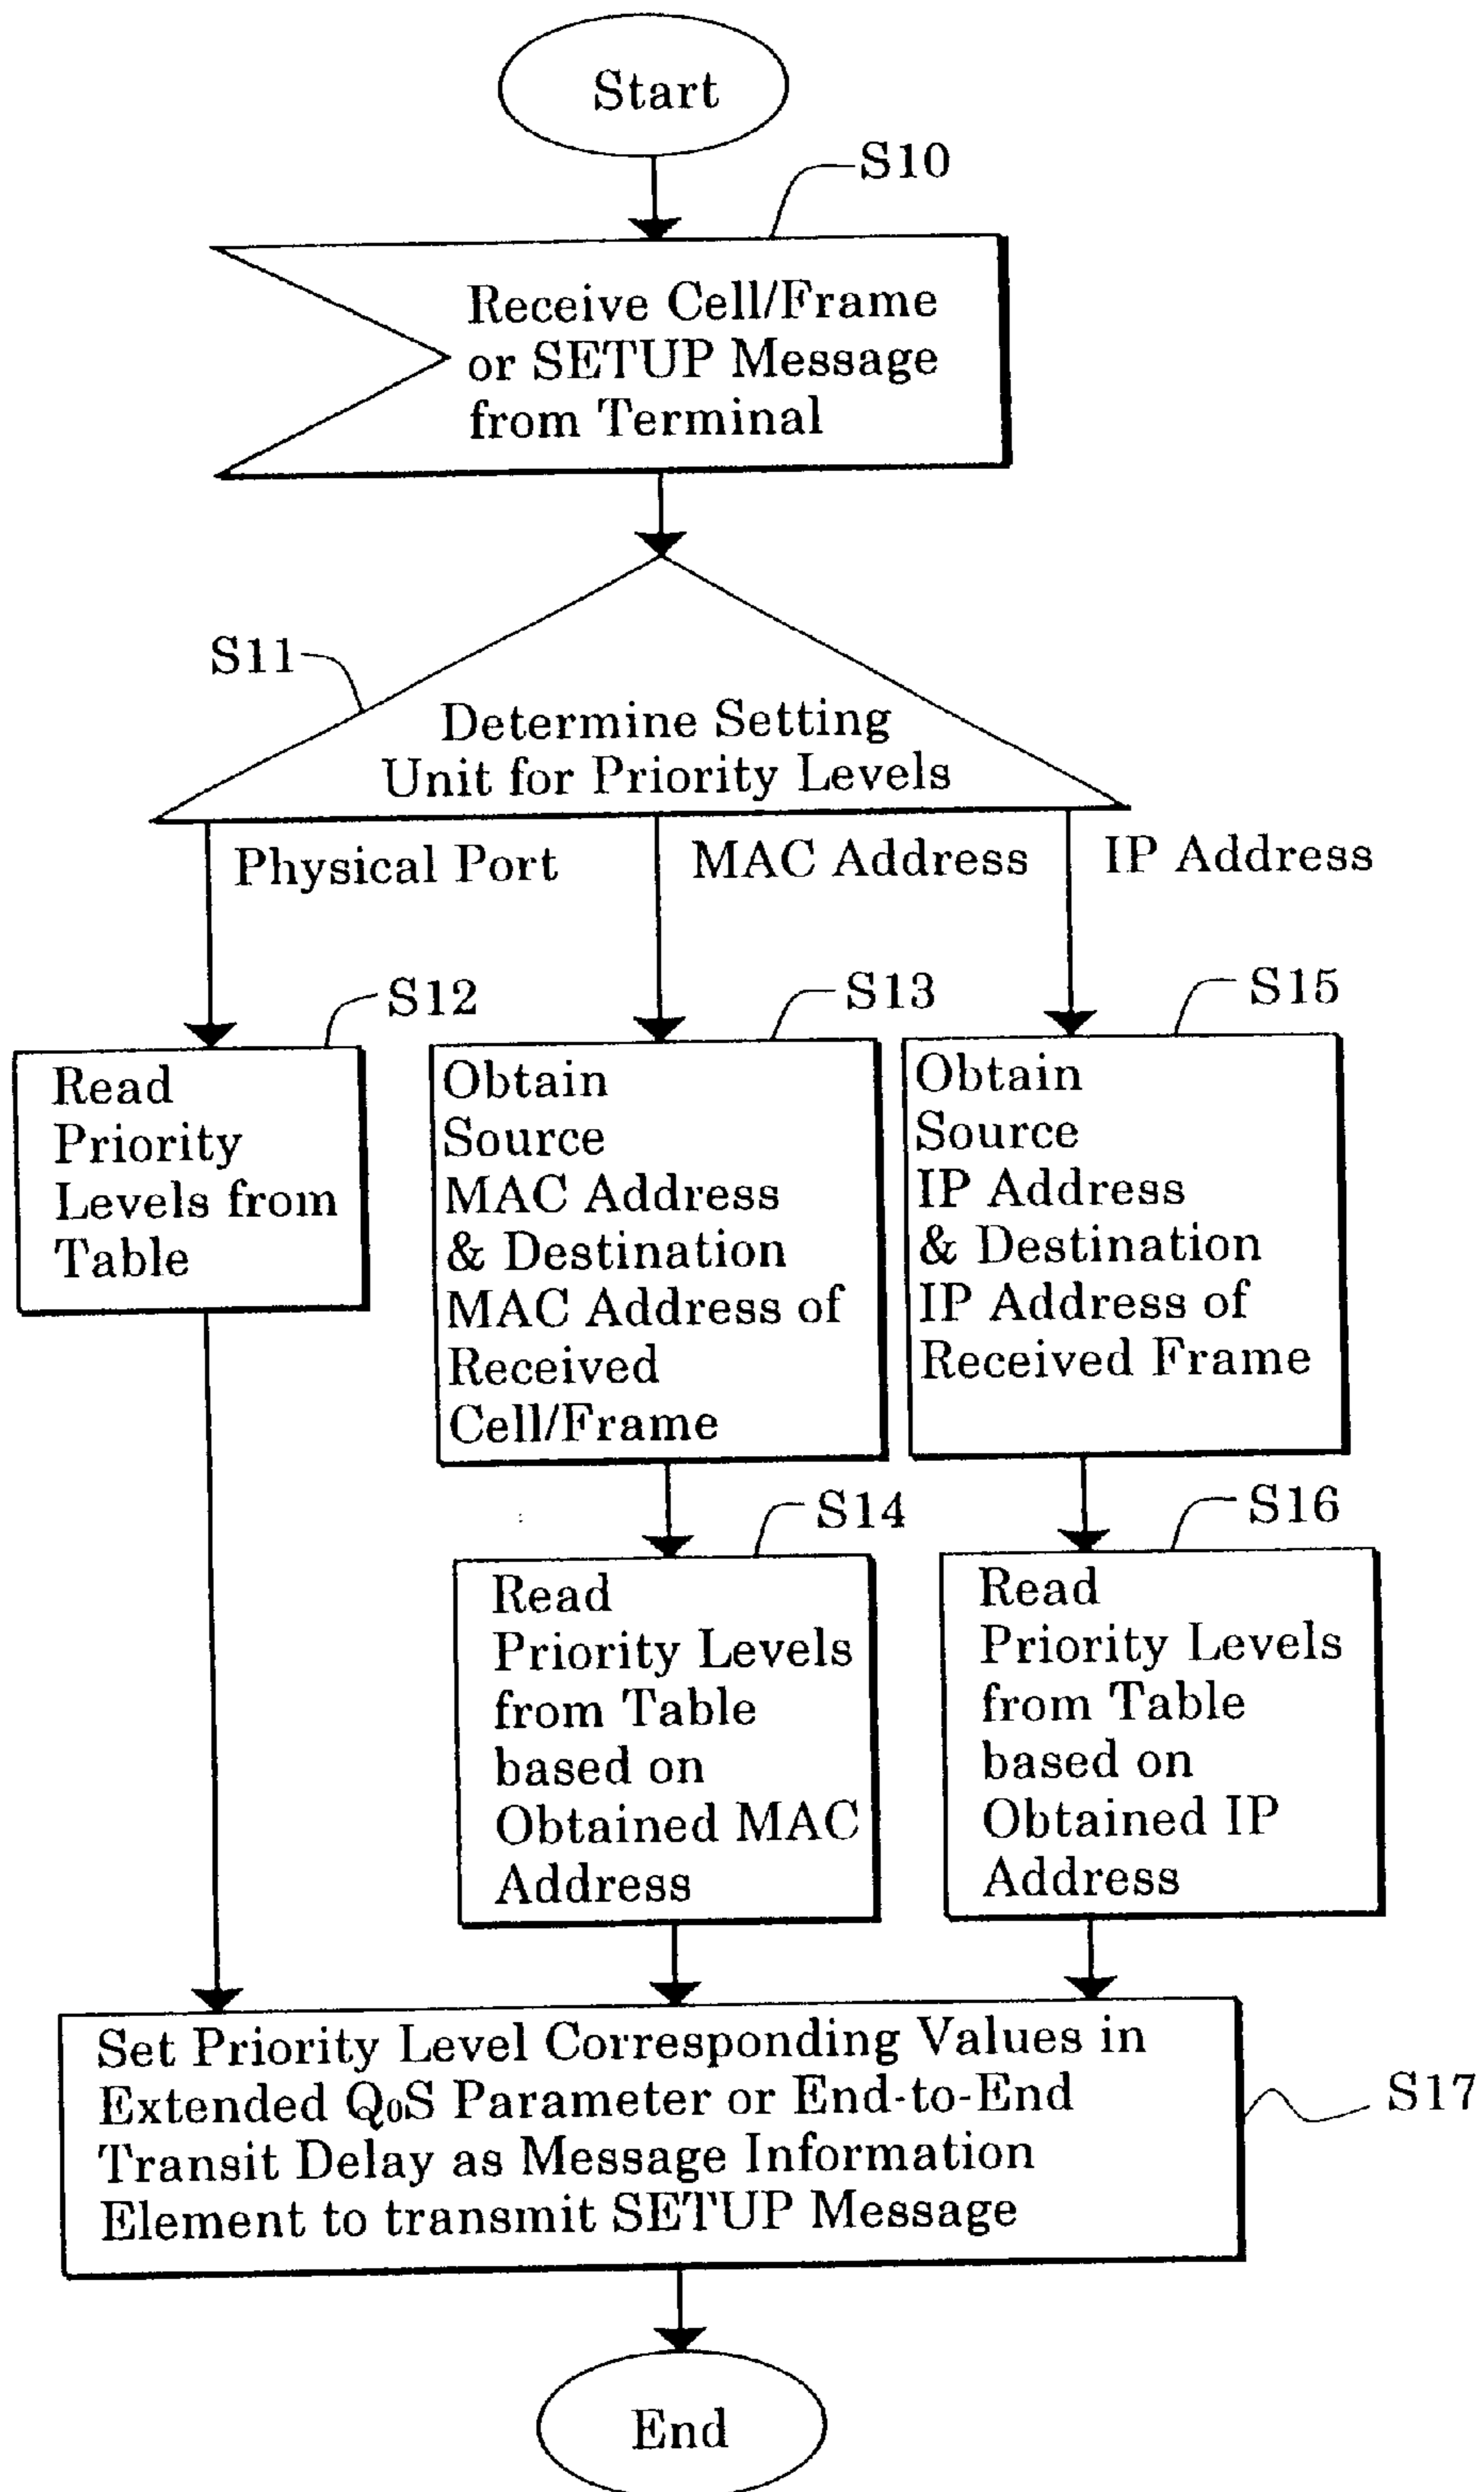 Start
S10
Receive Cell/Frame
or SETUP Message
from Terminal
S11
Determine Setting
Unit for Priority Levels
Physical Port
MAC Address
IP Address
S12
Read
Priority
Levels from
Table
S13
Obtain
Source
MAC Address
& Destination
MAC Address of
Received
Cell/Frame
S15
Obtain
Source
IP Address
& Destination
IP Address of
Received Frame
S14
Read
Priority Levels
from Table
based on
Obtained MAC
Address
S16
Read
Priority Levels
from Table
based on
Obtained IP
Address
Set Priority Level Corresponding Values in
Extended QoS Parameter or End-to-End
Transit Delay as Message Information
Element to transmit SETUP Message
S17
End